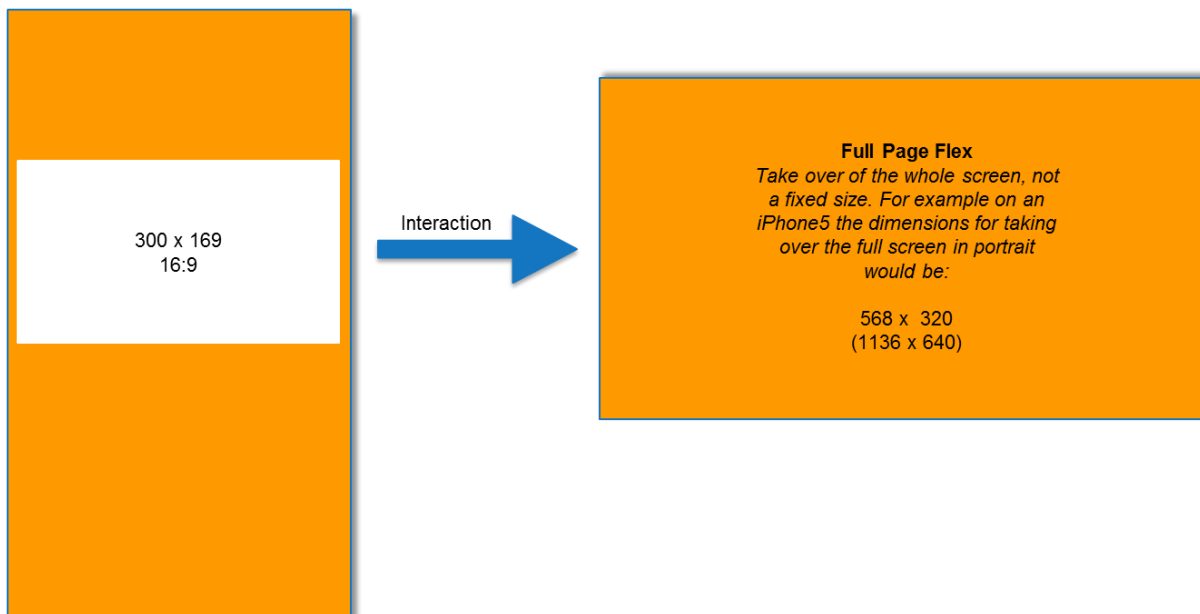 300 x 169
16:9
Interaction
Full Page Flex
Take over of the whole screen, not
a fixed size. For example on an
iPhone5 the dimensions for taking
over the full screen in portrait
would be:
568 x  320
(1136 x 640)